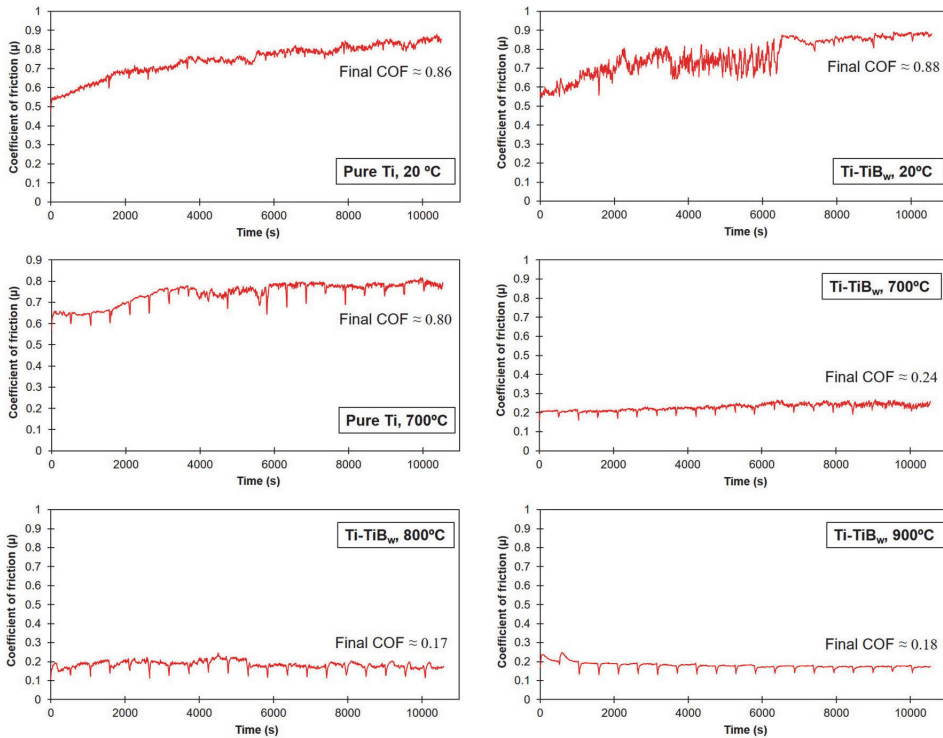 Coefficient of friction (μ)
1
0.9
0.8
0.7
0.6
0.5
0.4
0.3
0.2
0.1
0
Final COF ≈ 0.86
Pure Ti, 20 ºC
0 2000 4000 6000 8000 10000
Time (s)
Coefficient of friction (μ)
1
0.9
0.8
0.7
0.6
0.5
0.4
0.3
0.2
0.1
0
Final COF ≈ 0.88
Ti-TiBw, 20ºC
0 2000 4000 6000 8000 10000
Time (s)
Coefficient of friction (μ)
0.9
0.8
0.7
0.6
0.5
0.4
0.3
0.2
0.1
0
Final COF ≈ 0.80
Pure Ti, 700ºC
0 2000 4000 6000 8000 10000
Time (s)
Coefficient of friction (μ)
1
0.9
0.8
0.7
0.6
0.5
0.4
0.3
0.2
0.1
0
Ti-TiBw, 700ºC
Final COF ≈ 0.24
0 2000 4000 6000 8000 10000
Time (s)
Coefficient of friction (μ)
1
0.9
0.8
0.7
0.6
0.5
0.4
0.3
0.2
0.1
0
Ti-TiBw, 800ºC
Final COF ≈ 0.17
0 2000 4000 6000 8000 10000
Time (s)
Coefficient of friction (μ)
1
0.9
0.8
0.7
0.6
0.5
0.4
0.3
0.2
0.1
0
Ti-TiBw, 900ºC
Final COF ≈ 0.18
0 2000 4000 6000 8000 10000
Time (s)